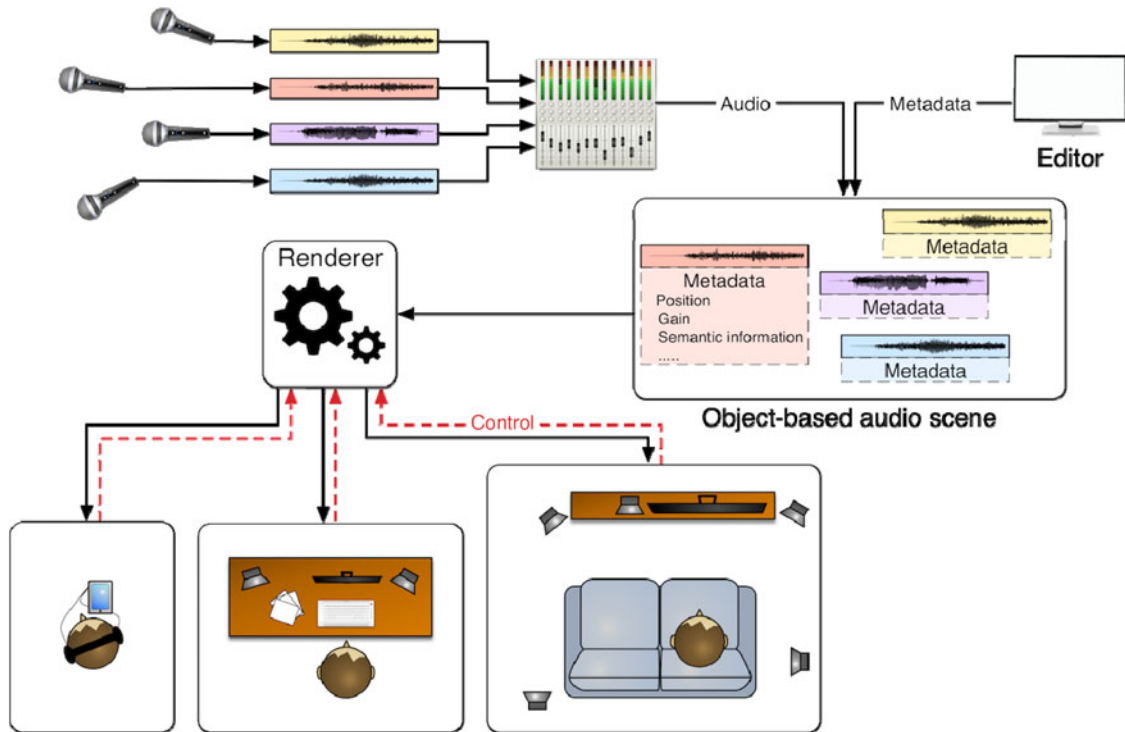 Audio
Metadata
Editor
Renderer
Metadata
Metadata
Position
Gain
Semantic information
.....
Metadata
Metadata
Object-based audio scene
Control